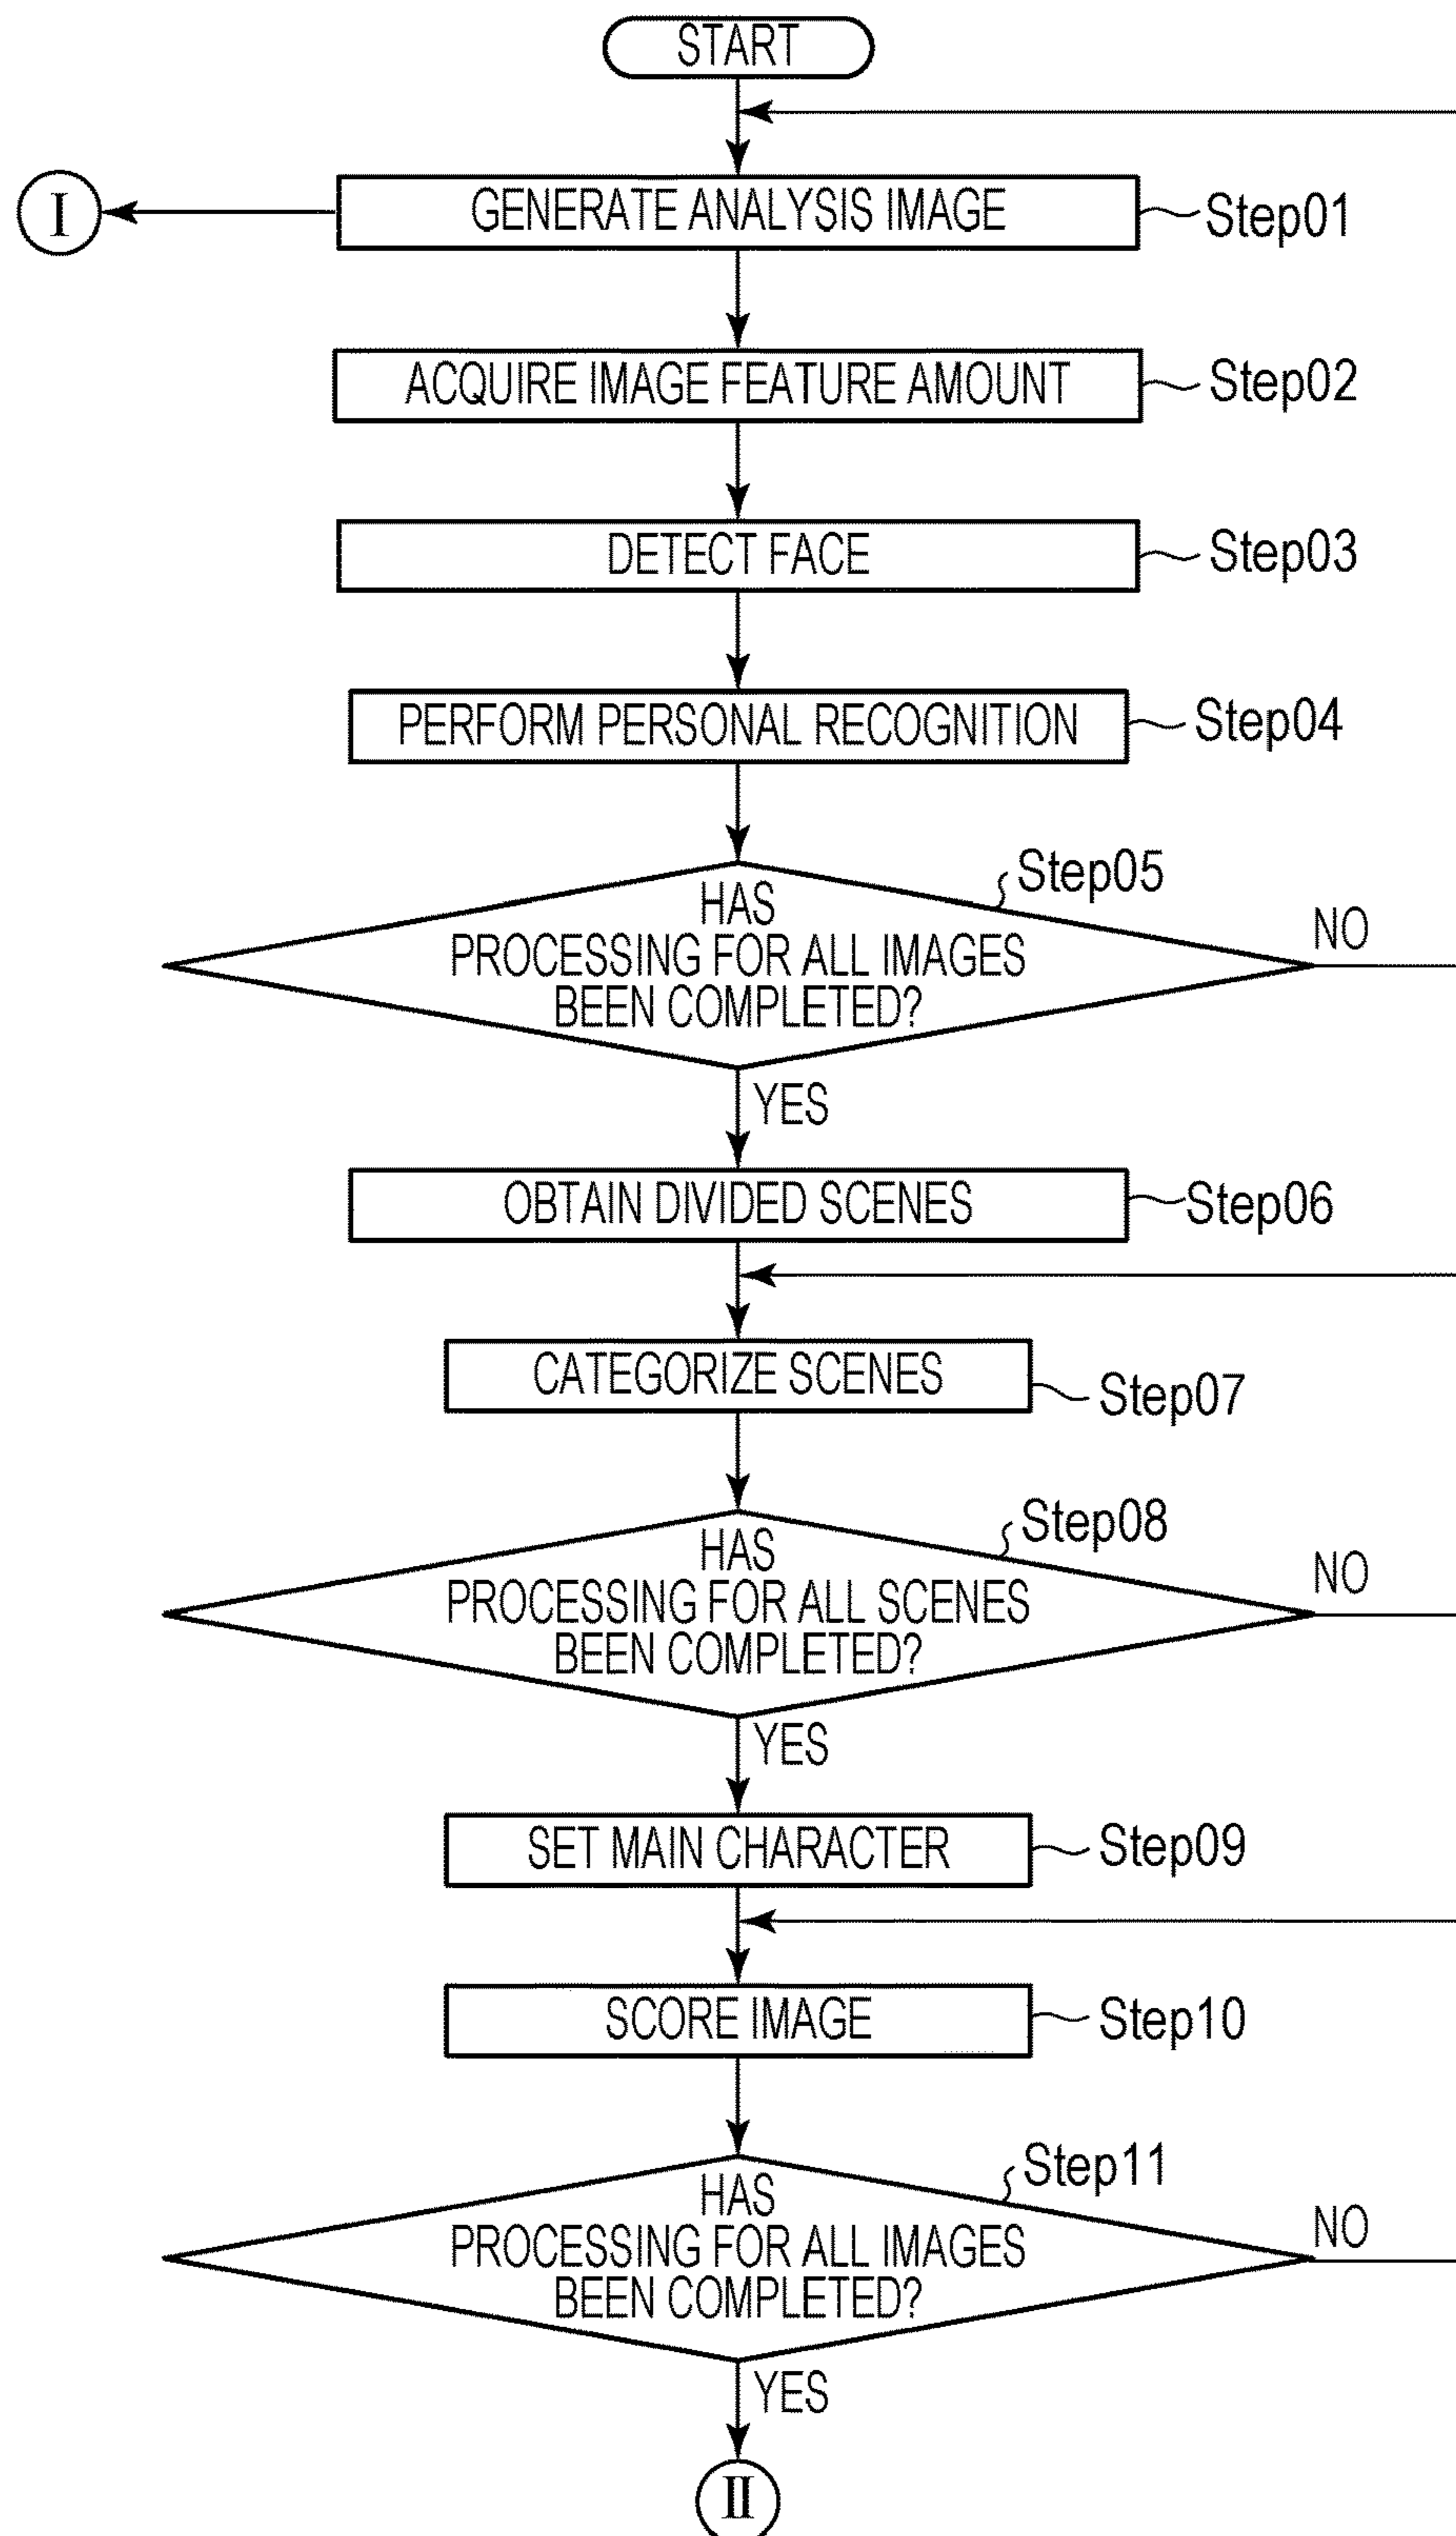 START
I
GENERATE ANALYSIS IMAGE
Step01
ACQUIRE IMAGE FEATURE AMOUNT
Step02
DETECT FACE
Step03
PERFORM PERSONAL RECOGNITION
Step04
Step05
HAS
PROCESSING FOR ALL IMAGES
BEEN COMPLETED?
NO
YES
OBTAIN DIVIDED SCENES
Step06
CATEGORIZE SCENES
Step07
Step08
HAS
PROCESSING FOR ALL SCENES
BEEN COMPLETED?
NO
YES
SET MAIN CHARACTER
Step09
SCORE IMAGE
Step10
Step11
HAS
PROCESSING FOR ALL IMAGES
BEEN COMPLETED?
NO
YES
II